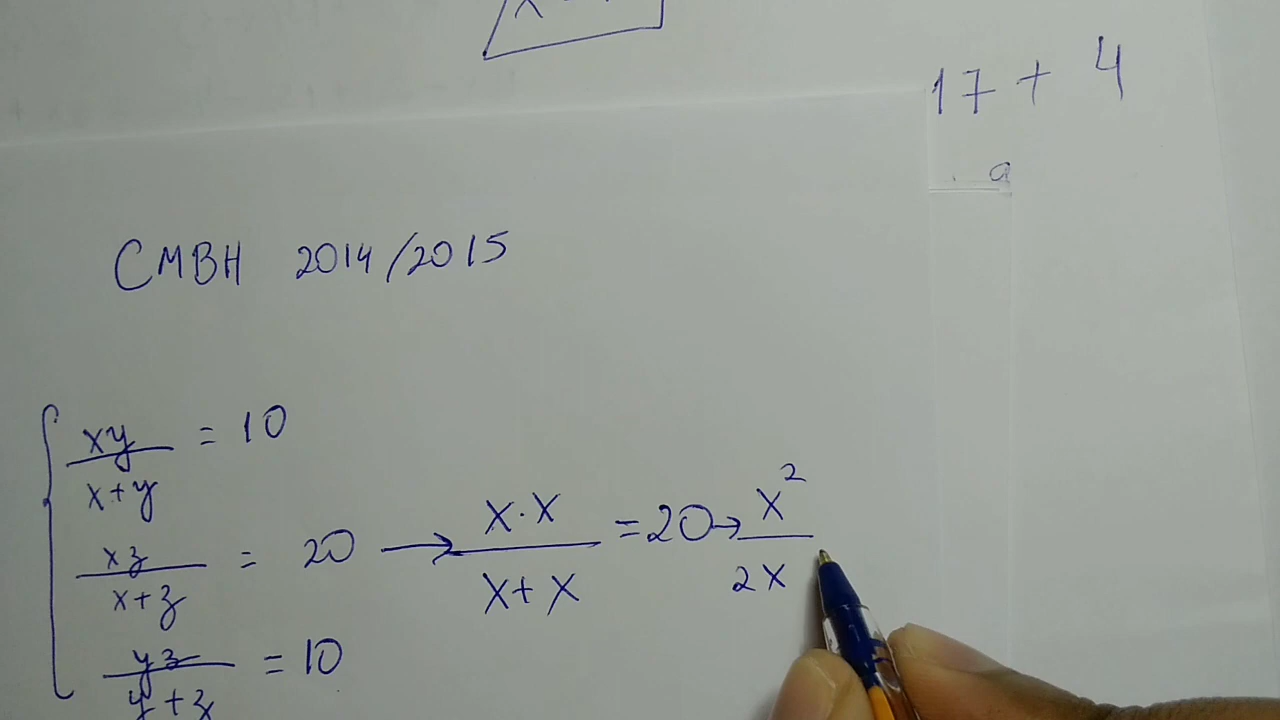 17 + 4
a
CMBH 2014/2015
xy/x+y = 10
xz/x+z = 20 → x·x/x+x = 20 → x²/2x
yz/y+z = 10